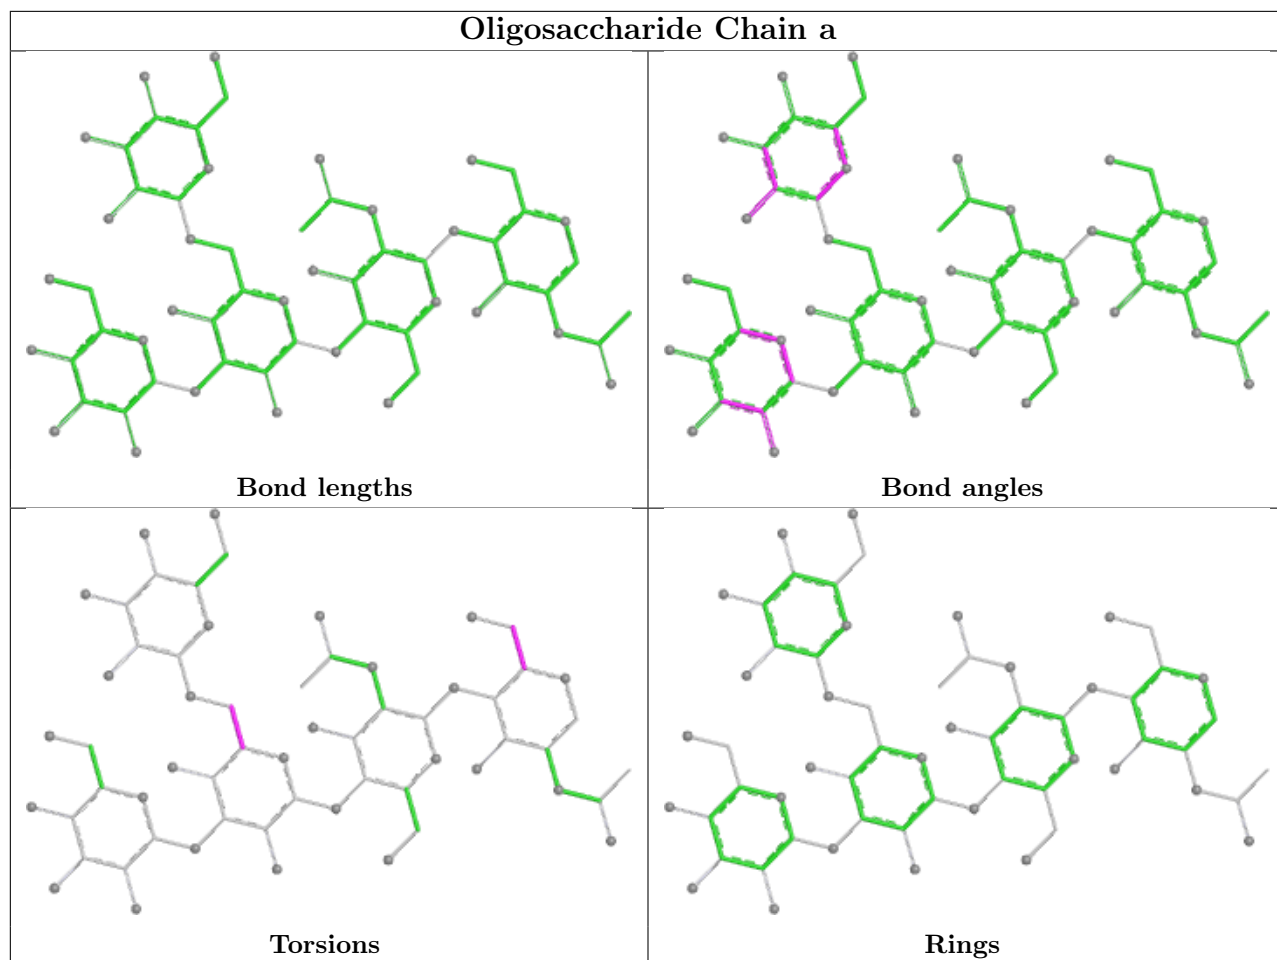 Oligosaccharide Chain a
Bond lengths
Bond angles
Torsions
Rings